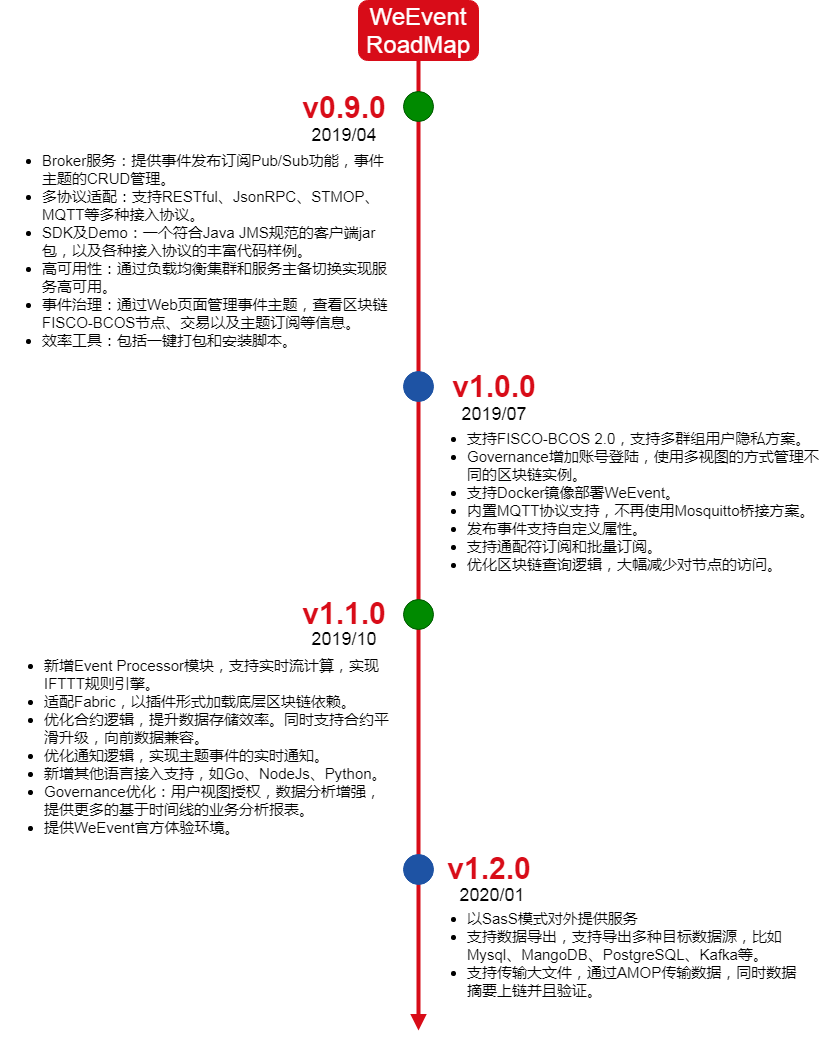 WeEvent
RoadMap
v0.9.0
2019/04
Broker服务：提供事件发布订阅Pub/Sub功能，事件
主题的CRUD管理。
多协议适配：支持RESTful、JsonRPC、STMOP、
MQTT等多种接入协议。
SDK及Demo：一个符合Java JMS规范的客户端jar
包，以及各种接入协议的丰富代码样例。
高可用性：通过负载均衡集群和服务主备切换实现服
务高可用。
事件治理：通过Web页面管理事件主题，查看区块链
FISCO-BCOS节点、交易以及主题订阅等信息。
效率工具：包括一键打包和安装脚本。
v1.0.0
2019/07
支持FISCO-BCOS 2.0，支持多群组用户隐私方案。
Governance增加账号登陆，使用多视图的方式管理不
同的区块链实例。
支持Docker镜像部署WeEvent。
内置MQTT协议支持，不再使用Mosquitto桥接方案。
发布事件支持自定义属性。
支持通配符订阅和批量订阅。
优化区块链查询逻辑，大幅减少对节点的访问。
v1.1.0
2019/10
新增Event Processor模块，支持实时流计算，实现
IFTTT规则引擎。
适配Fabric，以插件形式加载底层区块链依赖。
优化合约逻辑，提升数据存储效率。同时支持合约平
滑升级，向前数据兼容。
优化通知逻辑，实现主题事件的实时通知。
新增其他语言接入支持，如Go、NodeJs、Python。
Governance优化：用户视图授权，数据分析增强，
提供更多的基于时间线的业务分析报表。
提供WeEvent官方体验环境。
v1.2.0
2020/01
以SasS模式对外提供服务
支持数据导出，支持导出多种目标数据源，比如
Mysql、MangoDB、PostgreSQL、Kafka等。
支持传输大文件，通过AMOP传输数据，同时数据
摘要上链并且验证。